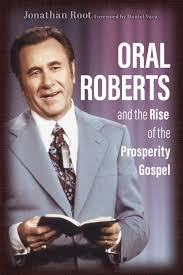 Jonathan Root Foreword by Daniel Vaca
ORAL
ROBERTS
and the Rise
of the
Prosperity
Gospel